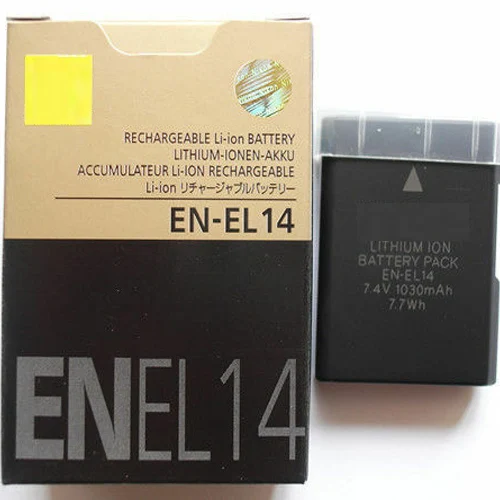 RECHARGEABLE Li-ion BATTERY
LITHIUM-IONEN-AKKU
ACCUMULATEUR Li-ION RECHARGEABLE
Li-ion リチャージャブルバッテリー
EN-EL14
ENEL14
LITHIUM ION
BATTERY PACK
EN-EL14
7.4V 1030mAh
7.7Wh